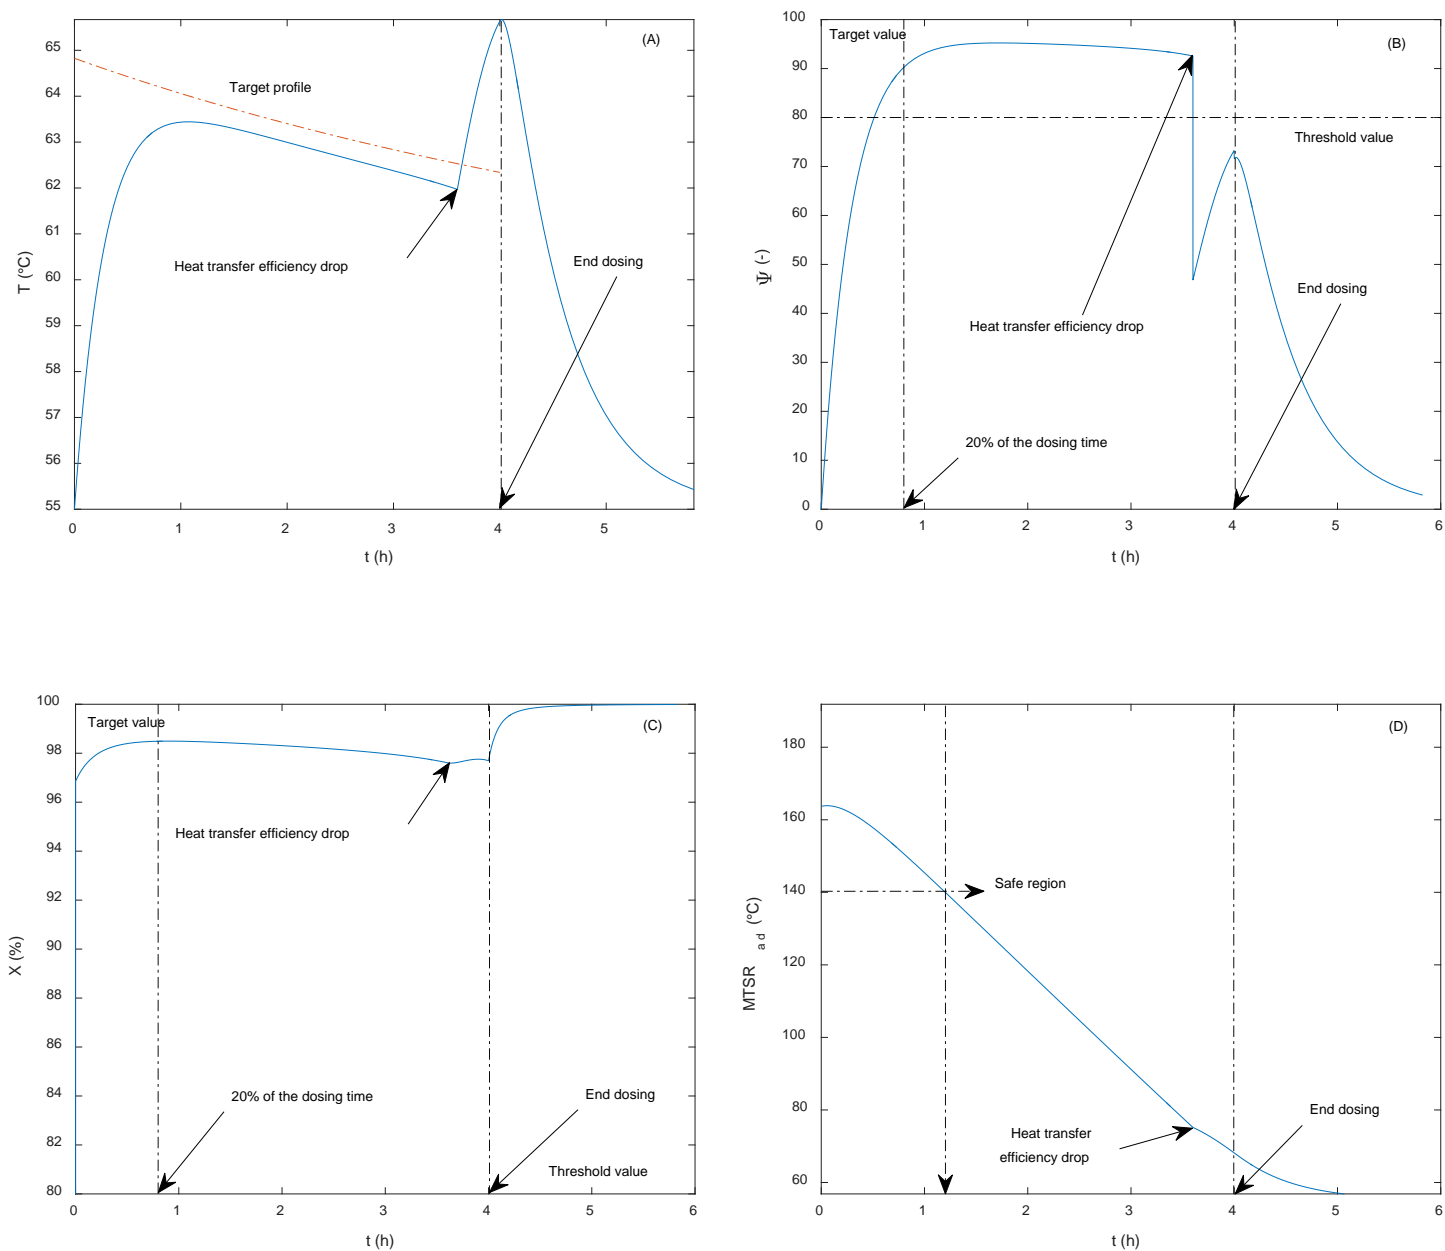 (A)
65
64
63
62
61
60
59
58
57
56
55
Target profile
Heat transfer efficiency drop
End dosing
T (°C)
0 1 2 3 4 5
t (h)
(B)
100
90
80
70
60
50
40
30
20
10
0
Target value
Threshold value
Heat transfer efficiency drop
End dosing
20% of the dosing time
Ψ (-)
0 1 2 3 4 5 6
t (h)
(C)
100
98
96
94
92
90
88
86
84
82
80
Target value
Heat transfer efficiency drop
20% of the dosing time
End dosing
Threshold value
X (%)
0 1 2 3 4 5 6
t (h)
(D)
180
160
140
120
100
80
60
Safe region
Heat transfer
efficiency drop
End dosing
MTSR ad (°C)
0 1 2 3 4 5 6
t (h)